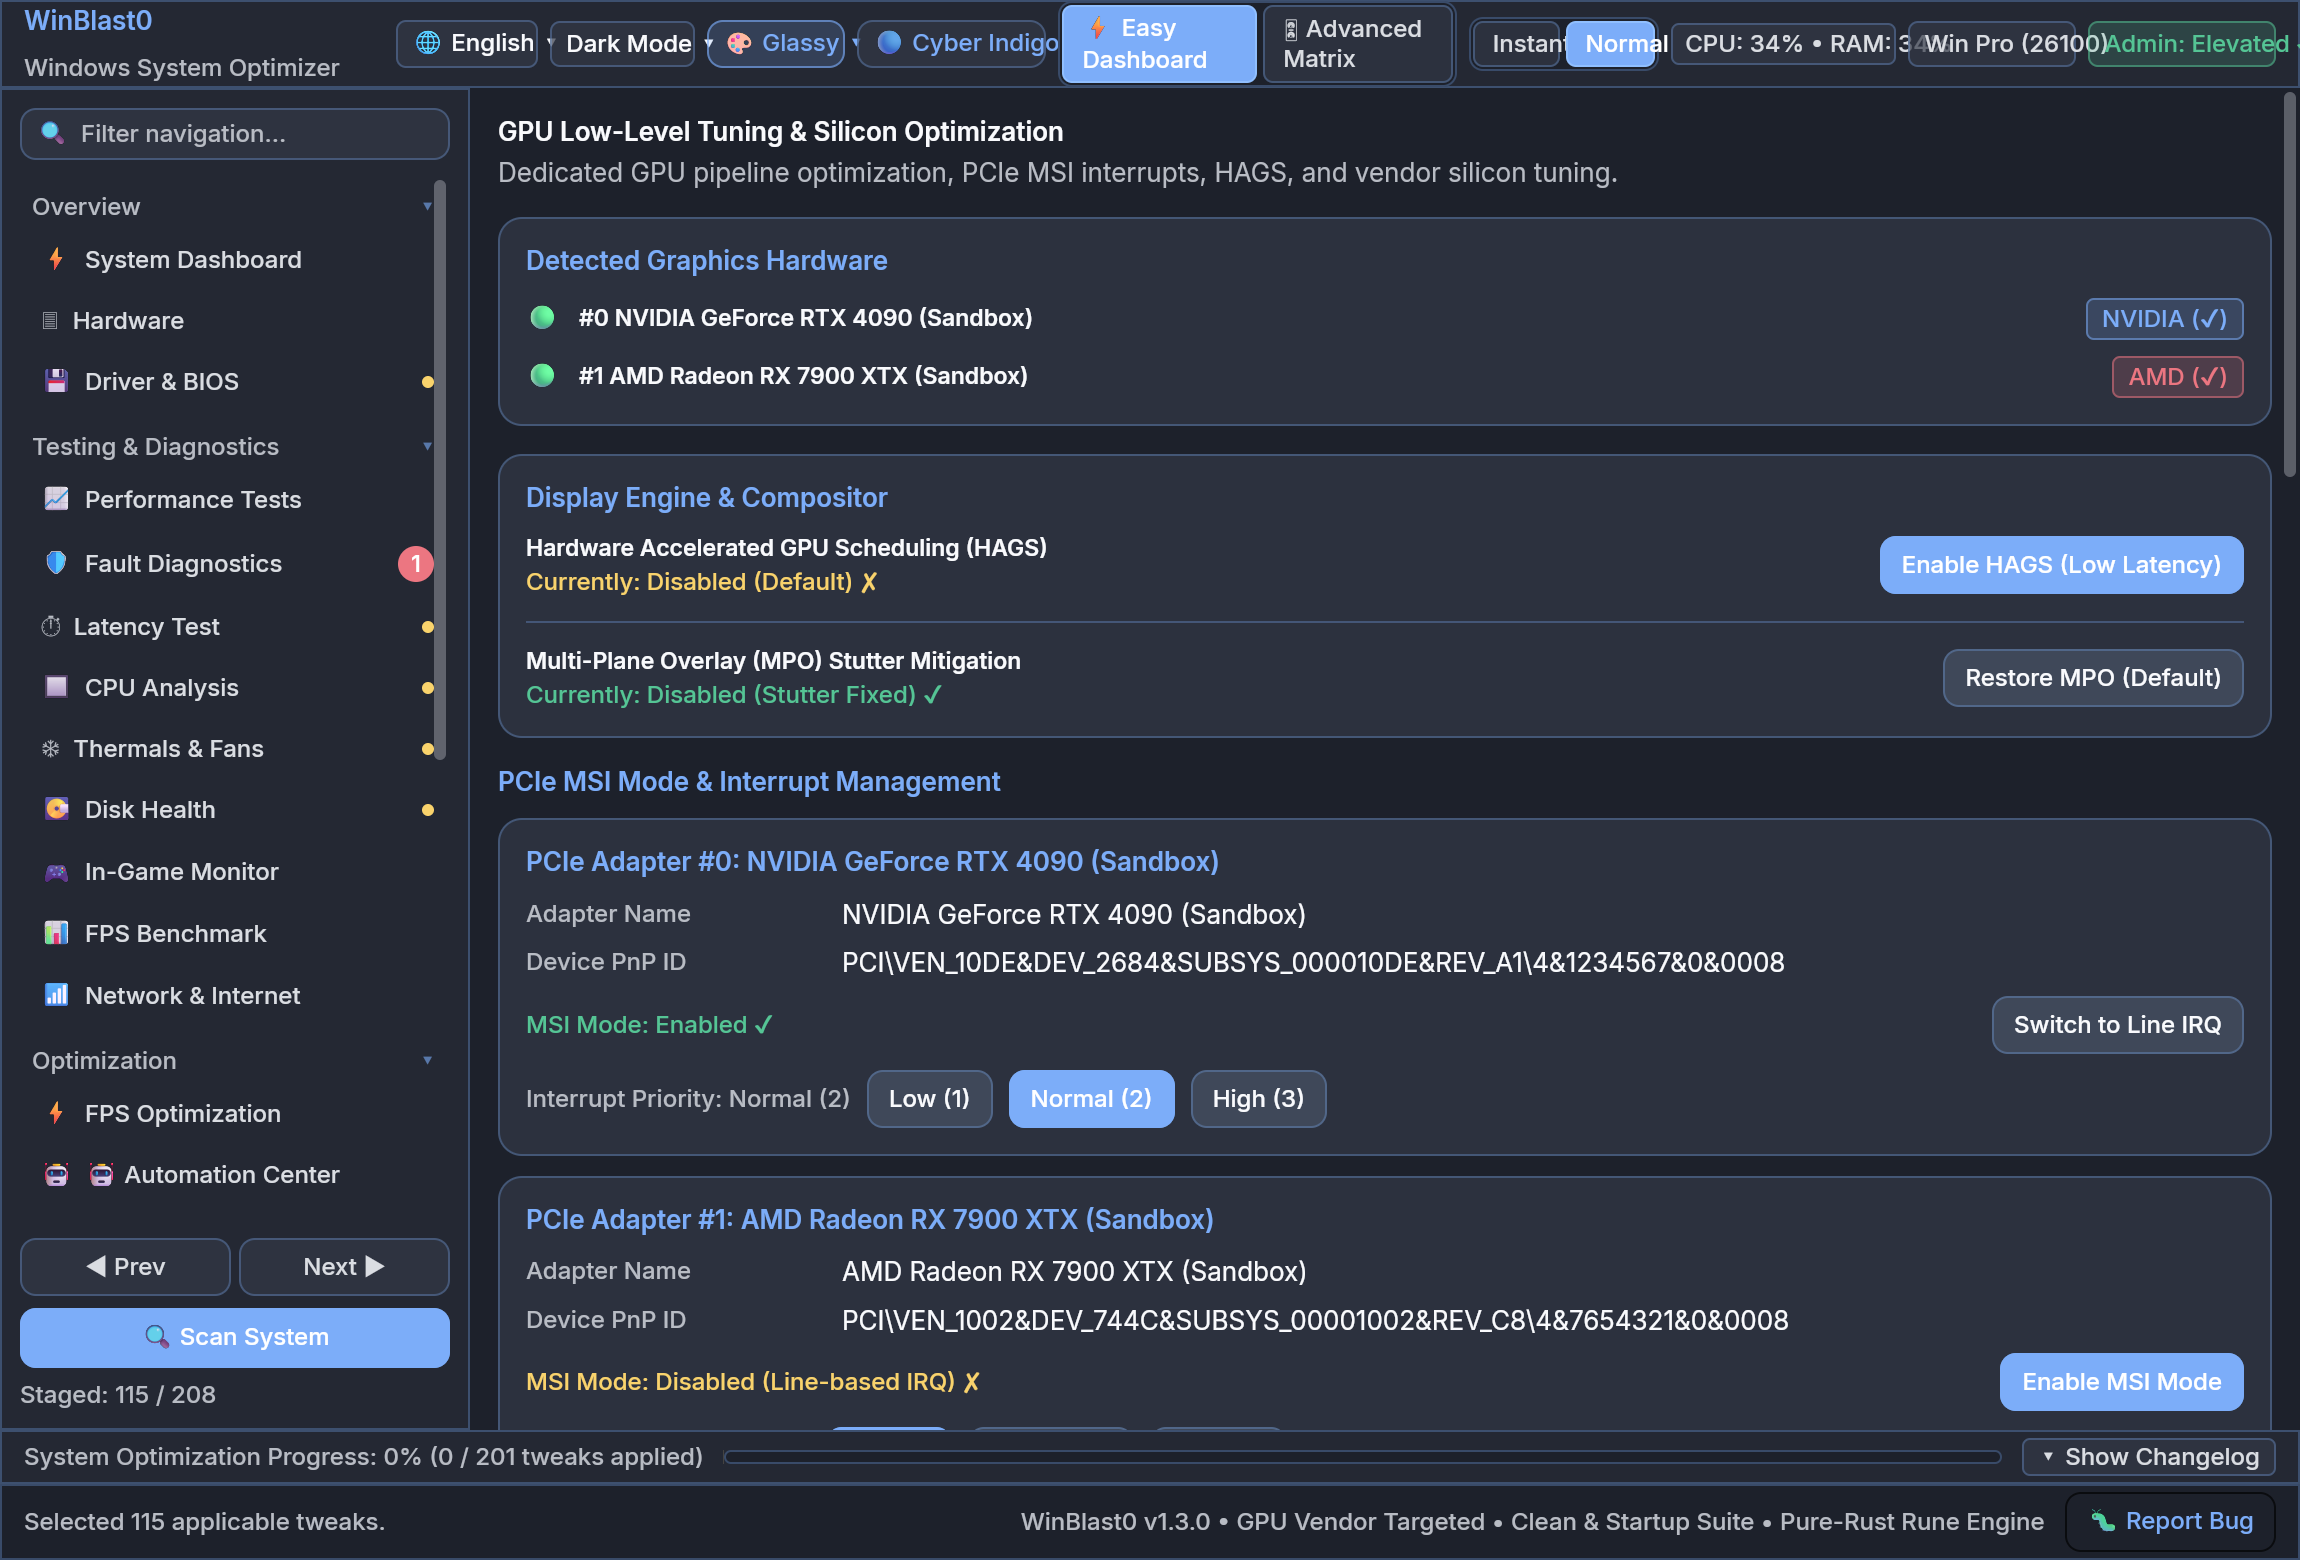 WinBlast0
Windows System Optimizer
English
Dark Mode
Glassy
Cyber Indigo
Easy Dashboard
Advanced Matrix
Instant
Normal
CPU: 34% • RAM: 34
Win Pro (26100)
Admin: Elevated
Filter navigation...
Overview
System Dashboard
Hardware
Driver & BIOS
Testing & Diagnostics
Performance Tests
Fault Diagnostics
1
Latency Test
CPU Analysis
Thermals & Fans
Disk Health
In-Game Monitor
FPS Benchmark
Network & Internet
Optimization
FPS Optimization
Automation Center
◀ Prev
Next ▶
Scan System
Staged: 115 / 208
GPU Low-Level Tuning & Silicon Optimization
Dedicated GPU pipeline optimization, PCIe MSI interrupts, HAGS, and vendor silicon tuning.
Detected Graphics Hardware
#0 NVIDIA GeForce RTX 4090 (Sandbox)
NVIDIA (✓)
#1 AMD Radeon RX 7900 XTX (Sandbox)
AMD (✓)
Display Engine & Compositor
Hardware Accelerated GPU Scheduling (HAGS)
Currently: Disabled (Default) ✗
Enable HAGS (Low Latency)
Multi-Plane Overlay (MPO) Stutter Mitigation
Currently: Disabled (Stutter Fixed) ✓
Restore MPO (Default)
PCIe MSI Mode & Interrupt Management
PCIe Adapter #0: NVIDIA GeForce RTX 4090 (Sandbox)
Adapter Name NVIDIA GeForce RTX 4090 (Sandbox)
Device PnP ID PCI\VEN_10DE&DEV_2684&SUBSYS_000010DE&REV_A1\4&1234567&0&0008
MSI Mode: Enabled ✓
Switch to Line IRQ
Interrupt Priority: Normal (2) Low (1) Normal (2) High (3)
PCIe Adapter #1: AMD Radeon RX 7900 XTX (Sandbox)
Adapter Name AMD Radeon RX 7900 XTX (Sandbox)
Device PnP ID PCI\VEN_1002&DEV_744C&SUBSYS_00001002&REV_C8\4&7654321&0&0008
MSI Mode: Disabled (Line-based IRQ) ✗
Enable MSI Mode
System Optimization Progress: 0% (0 / 201 tweaks applied)
▼ Show Changelog
Selected 115 applicable tweaks.
WinBlast0 v1.3.0 • GPU Vendor Targeted • Clean & Startup Suite • Pure-Rust Rune Engine
Report Bug